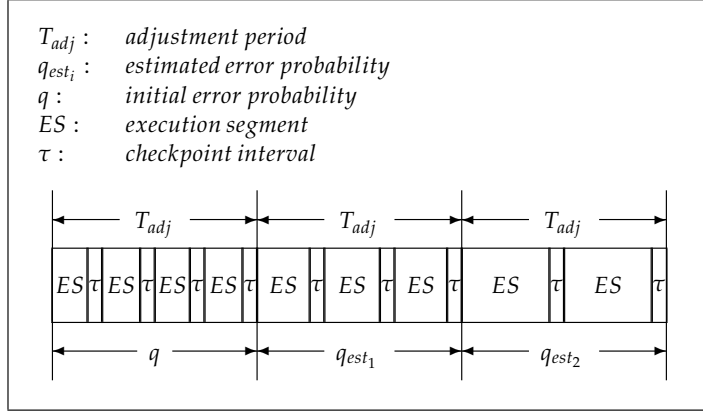 T_adj : adjustment period
q_est_i : estimated error probability
q : initial error probability
ES : execution segment
τ : checkpoint interval
T_adj T_adj T_adj
ES τ ES τ ES τ ES τ ES τ ES τ ES τ ES τ ES τ
q q_est_1 q_est_2